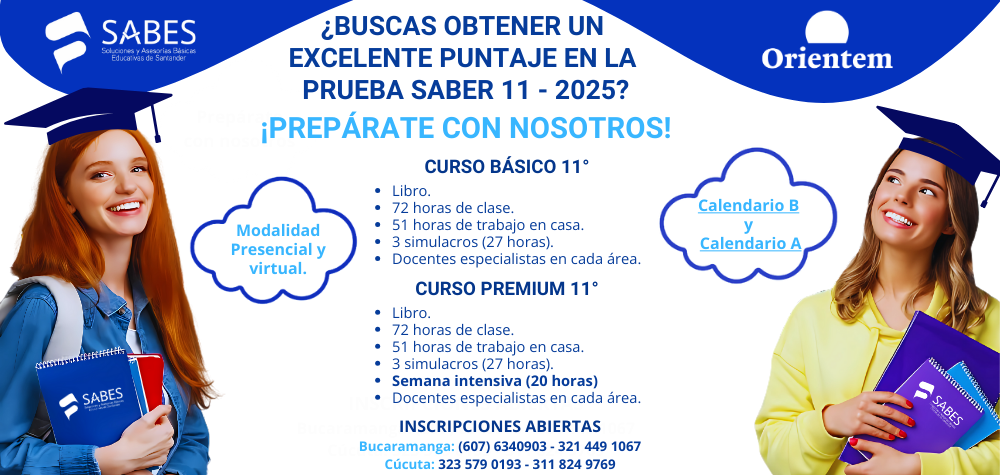 SABES
Soluciones y Asesorías Básicas
Educativas de Santander
¿BUSCAS OBTENER UN
EXCELENTE PUNTAJE EN LA
PRUEBA SABER 11 - 2025?
¡PREPÁRATE CON NOSOTROS!
Orientem
CURSO BÁSICO 11°
• Libro.
• 72 horas de clase.
• 51 horas de trabajo en casa.
• 3 simulacros (27 horas).
• Docentes especialistas en cada área.
Modalidad
Presencial y
virtual.
Calendario B
y
Calendario A
CURSO PREMIUM 11°
• Libro.
• 72 horas de clase.
• 51 horas de trabajo en casa.
• 3 simulacros (27 horas).
• Semana intensiva (20 horas)
• Docentes especialistas en cada área.
INSCRIPCIONES ABIERTAS
Bucaramanga: (607) 6340903 - 321 449 1067
Cúcuta: 323 579 0193 - 311 824 9769
SABES
SABES